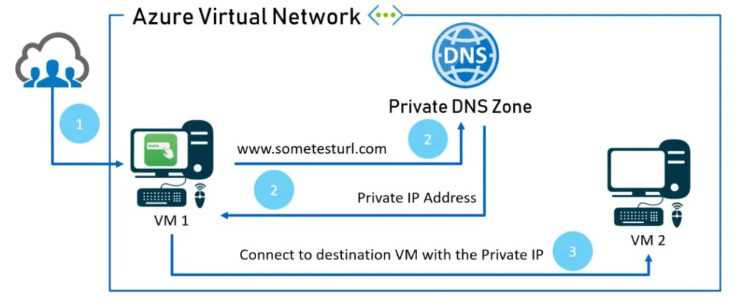 Azure Virtual Network
DNS
Private DNS Zone
1
www.sometesturl.com
2
2
Private IP Address
VM 1
VM 2
Connect to destination VM with the Private IP
3